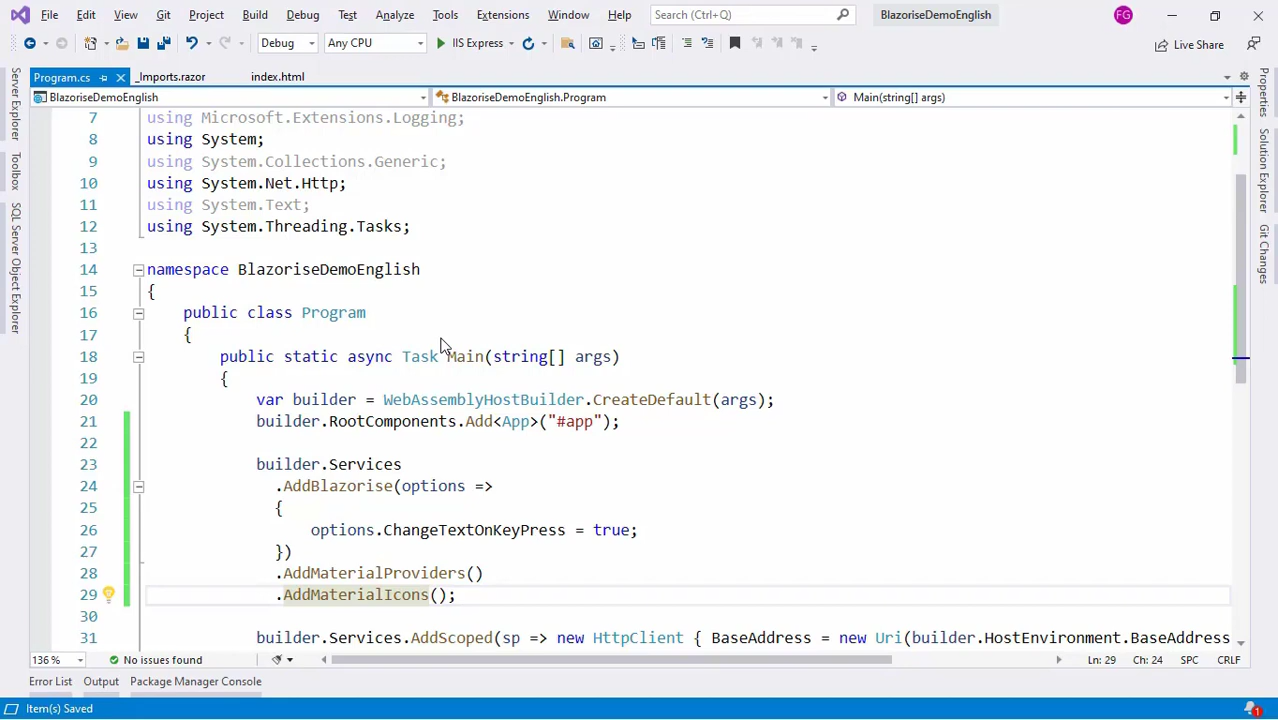 File Edit View Git Project Build Debug Test Analyze Tools Extensions Window Help Search (Ctrl+Q) BlazoriseDemoEnglish FG
Debug Any CPU IIS Express Live Share
Program.cs _Imports.razor index.html
BlazoriseDemoEnglish BlazoriseDemoEnglish.Program Main(string[] args)
Server Explorer
Toolbox
SQL Server Object Explorer
7 using Microsoft.Extensions.Logging;
8 using System;
9 using System.Collections.Generic;
10 using System.Net.Http;
11 using System.Text;
12 using System.Threading.Tasks;
13
14 namespace BlazoriseDemoEnglish
15 {
16 public class Program
17 {
18 public static async Task Main(string[] args)
19 {
20 var builder = WebAssemblyHostBuilder.CreateDefault(args);
21 builder.RootComponents.Add<App>("#app");
22
23 builder.Services
24 .AddBlazorise(options =>
25 {
26 options.ChangeTextOnKeyPress = true;
27 })
28 .AddMaterialProviders()
29 .AddMaterialIcons();
30
31 builder.Services.AddScoped(sp => new HttpClient { BaseAddress = new Uri(builder.HostEnvironment.BaseAddress
Properties
Solution Explorer
Git Changes
136 % No issues found Ln: 29 Ch: 24 SPC CRLF
Error List Output Package Manager Console
Item(s) Saved 1